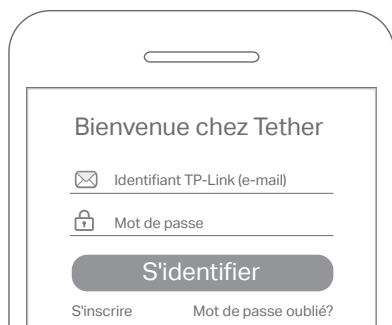 Bienvenue chez Tether
Identifiant TP-Link (e-mail)
Mot de passe
S'identifier
S'inscrire Mot de passe oublié?